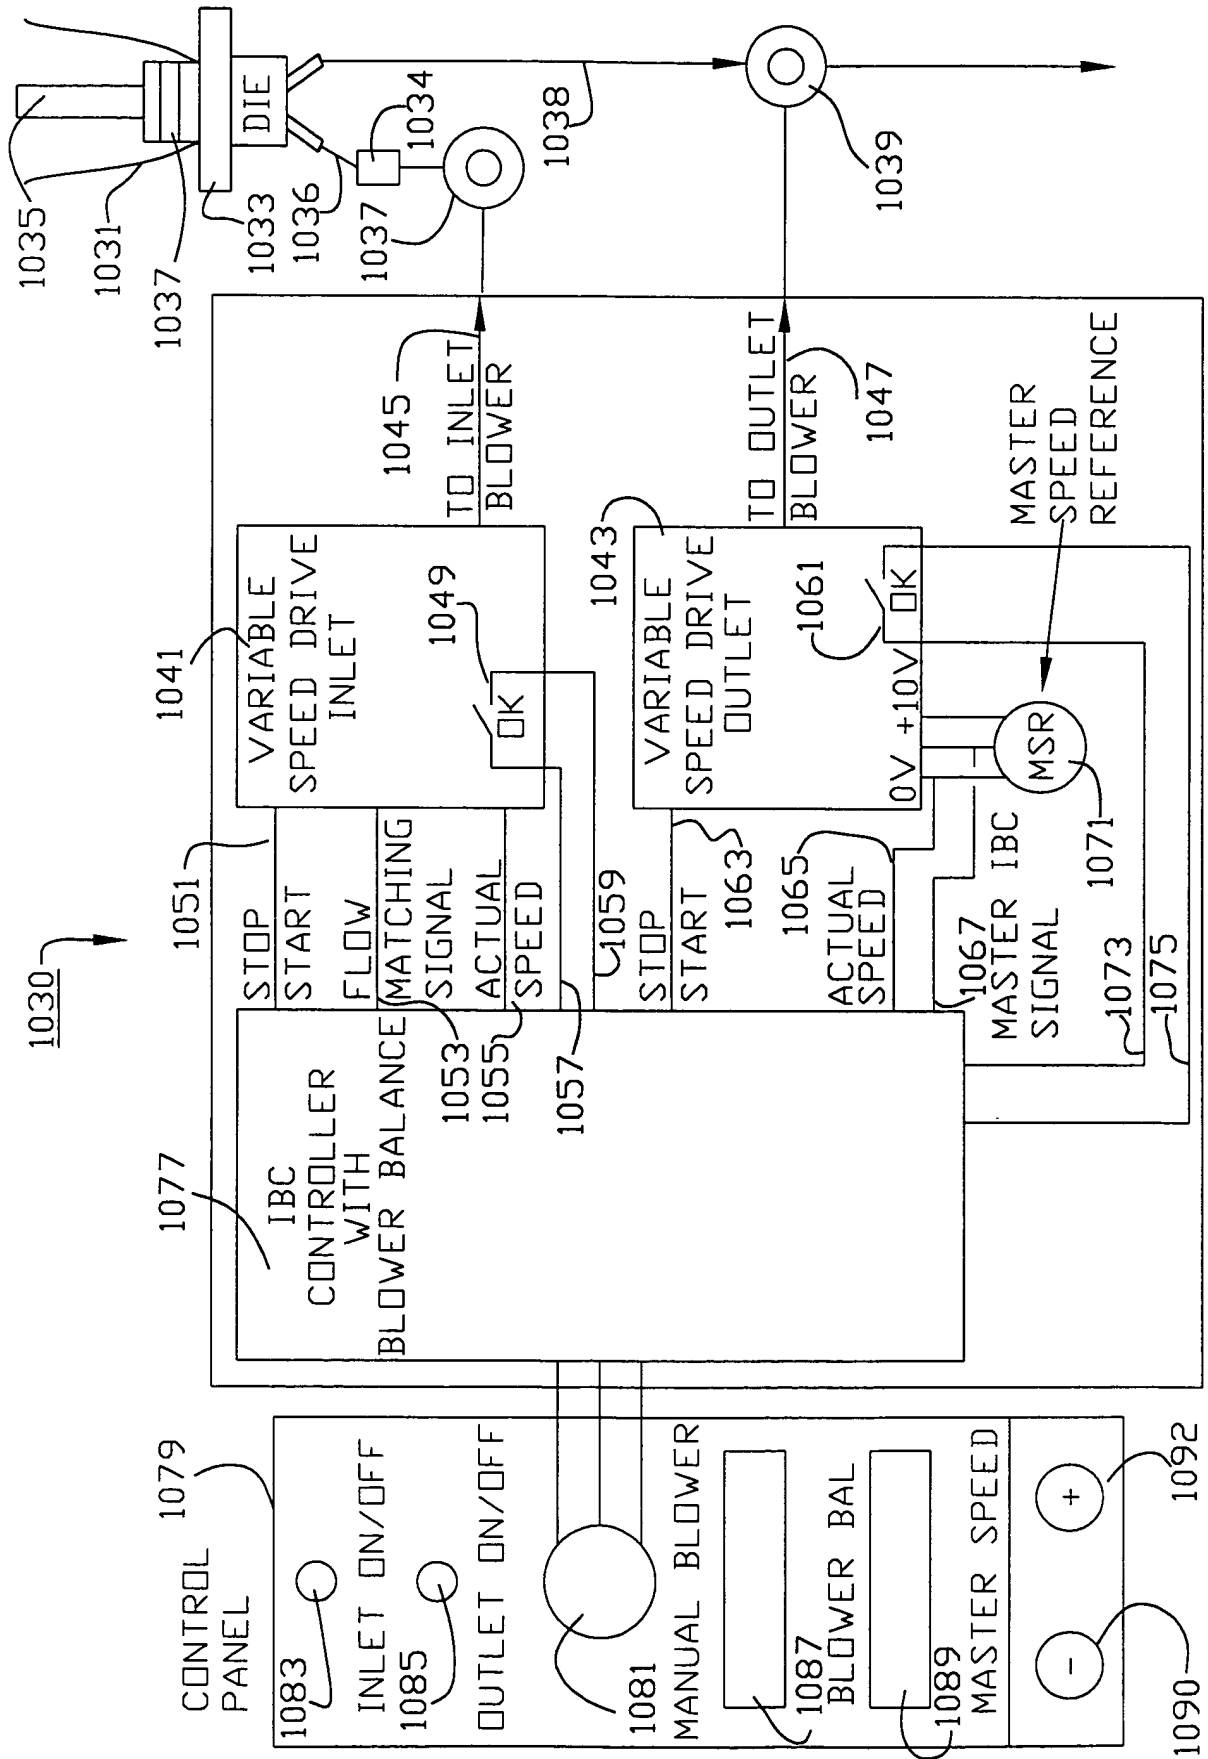 1030
CONTROL
PANEL
1079
1083
INLET ON/OFF
1085
OUTLET ON/OFF
1081
MANUAL BLOWER
1087
BLOWER BAL
1089
MASTER SPEED
-
+
1090
1092
1077
IBC
CONTROLLER
WITH
BLOWER BALANCE
1051
STOP
START
FLOW
MATCHING
SIGNAL
1053
ACTUAL
SPEED
1055
1057
1059
STOP
START
1063
1065
ACTUAL
SPEED
1067
MASTER IBC
SIGNAL
1073
1075
1041
VARIABLE
SPEED DRIVE
INLET
1049
OK
1043
VARIABLE
SPEED DRIVE
OUTLET
1061
OK
0V +10V
MSR
1071
MASTER
SPEED
REFERENCE
1045
TO INLET
BLOWER
TO OUTLET
BLOWER
1047
1035
1031
1037
1033
DIE
1036
1034
1037
1038
1039